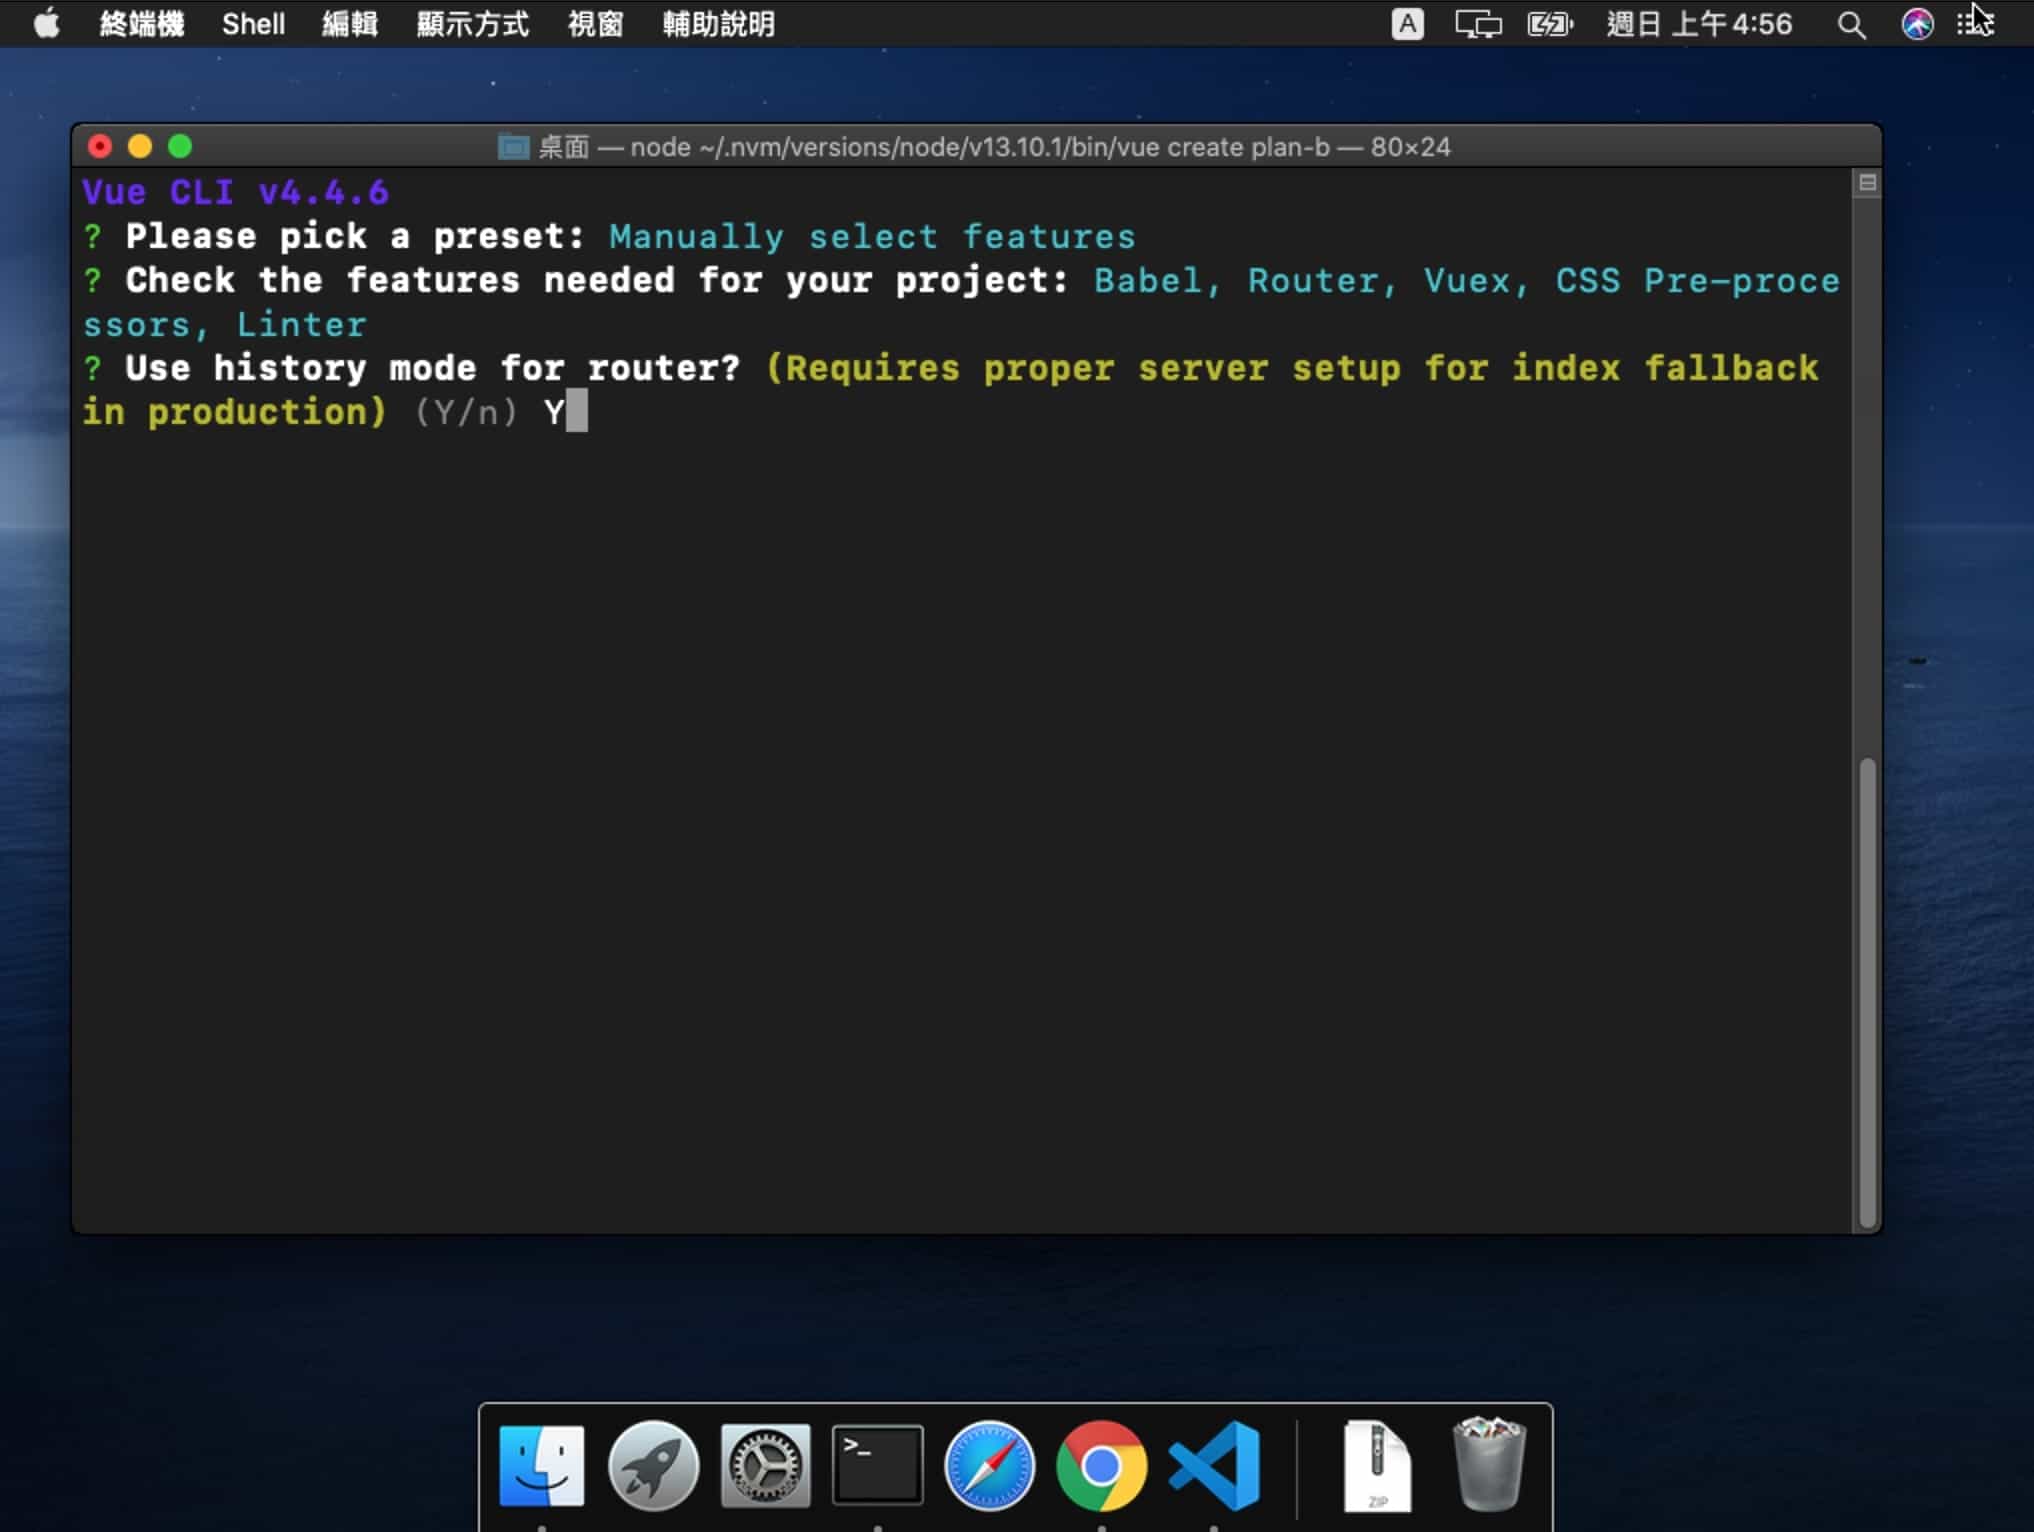 終端機 Shell 編輯 顯示方式 視窗 輔助說明 A 週日 上午4:56
桌面 — node ~/.nvm/versions/node/v13.10.1/bin/vue create plan-b — 80×24
Vue CLI v4.4.6
? Please pick a preset: Manually select features
? Check the features needed for your project: Babel, Router, Vuex, CSS Pre-proce
ssors, Linter
? Use history mode for router? (Requires proper server setup for index fallback
in production) (Y/n) Y
>_
ZIP